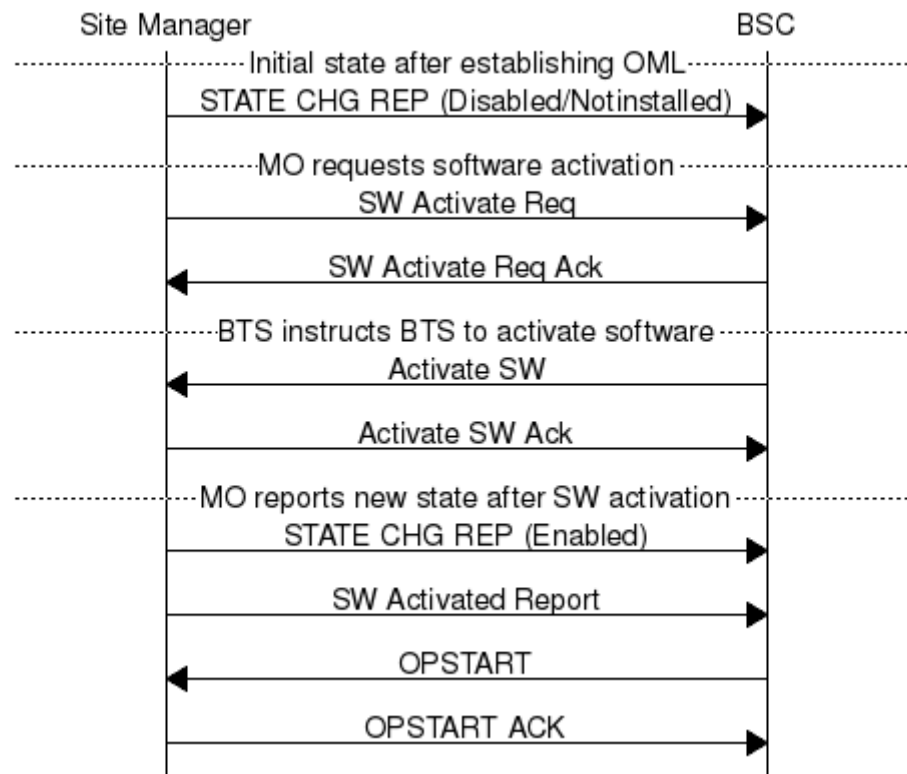 Site Manager BSC
Initial state after establishing OML
STATE CHG REP (Disabled/Notinstalled)
MO requests software activation
SW Activate Req
SW Activate Req Ack
BTS instructs BTS to activate software
Activate SW
Activate SW Ack
MO reports new state after SW activation
STATE CHG REP (Enabled)
SW Activated Report
OPSTART
OPSTART ACK